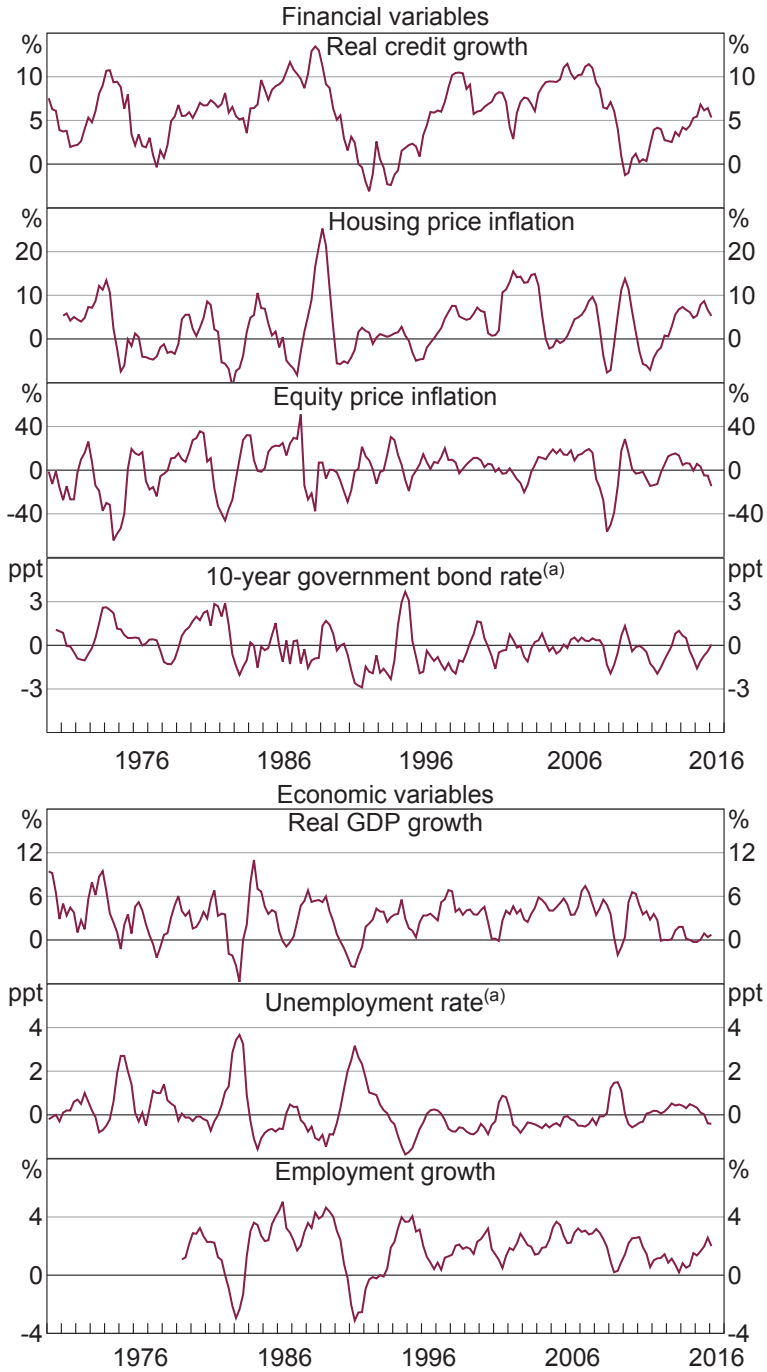 Financial variables
% Real credit growth %
10 10
5 5
0 0
% Housing price inflation %
20 20
10 10
0 0
% Equity price inflation %
40 40
0 0
-40 -40
ppt 10-year government bond rate(a) ppt
3 3
0 0
-3 -3
1976 1986 1996 2006 2016
Economic variables
% Real GDP growth %
12 12
6 6
0 0
ppt Unemployment rate(a) ppt
4 4
2 2
0 0
% Employment growth %
4 4
0 0
-4 -4
1976 1986 1996 2006 2016